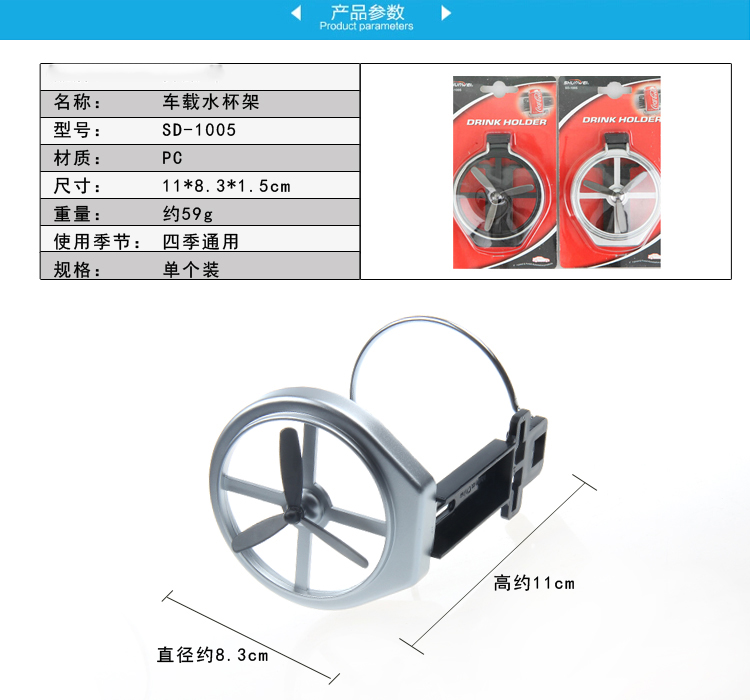 产品参数
Product parameters
名称： 车载水杯架
型号： SD-1005
材质： PC
尺寸： 11*8.3*1.5cm
重量： 约59g
使用季节： 四季通用
规格： 单个装
DRINK HOLDER
DRINK HOLDER
高约11cm
直径约8.3cm